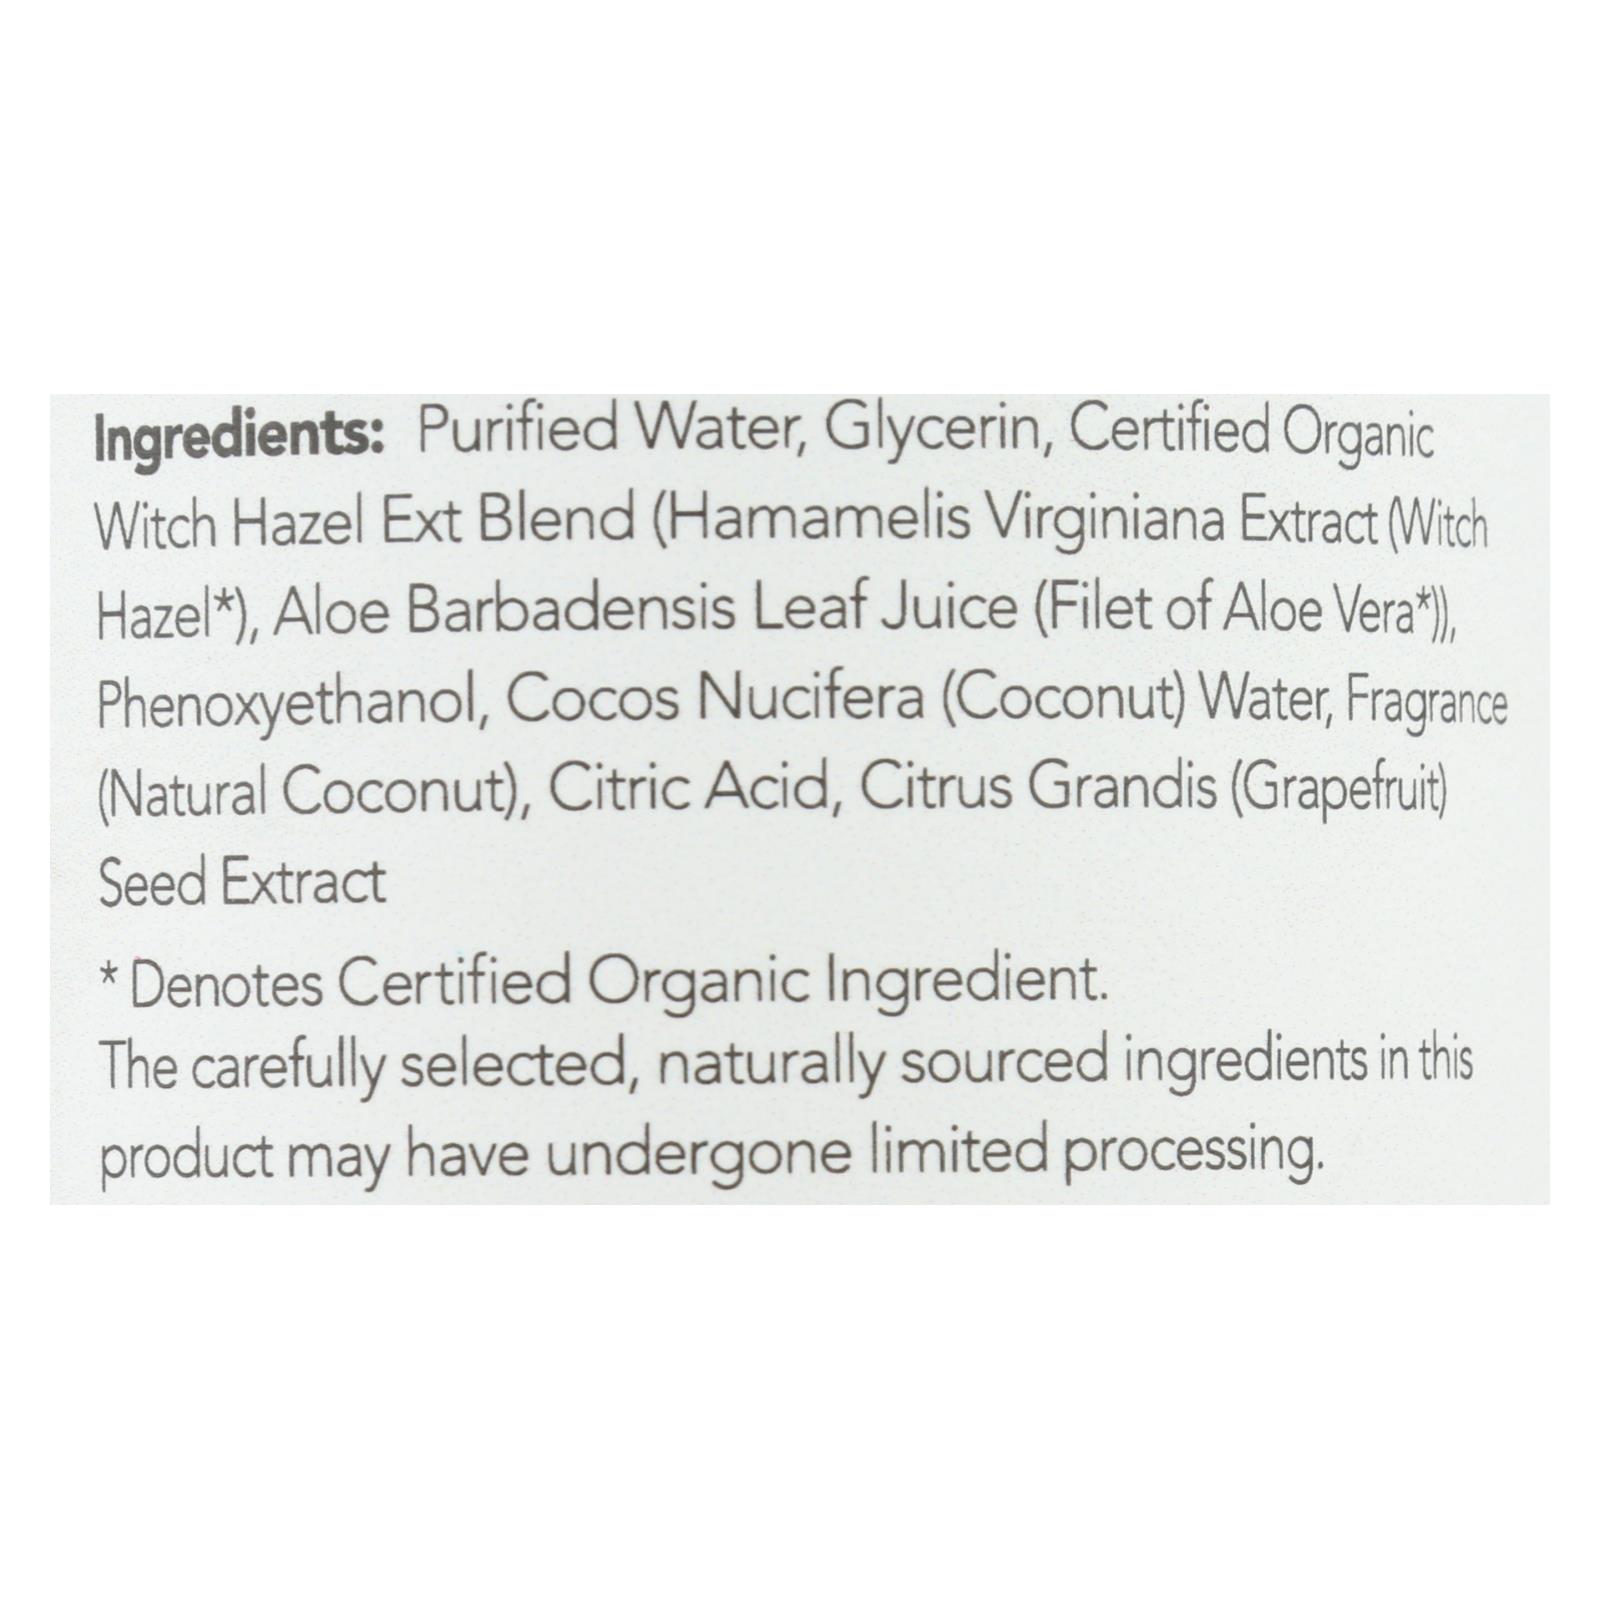 Ingredients: Purified Water, Glycerin, Certified Organic
Witch Hazel Ext Blend (Hamamelis Virginiana Extract (Witch
Hazel*), Aloe Barbadensis Leaf Juice (Filet of Aloe Vera*)),
Phenoxyethanol, Cocos Nucifera (Coconut) Water, Fragrance
(Natural Coconut), Citric Acid, Citrus Grandis (Grapefruit)
Seed Extract
* Denotes Certified Organic Ingredient.
The carefully selected, naturally sourced ingredients in this
product may have undergone limited processing.